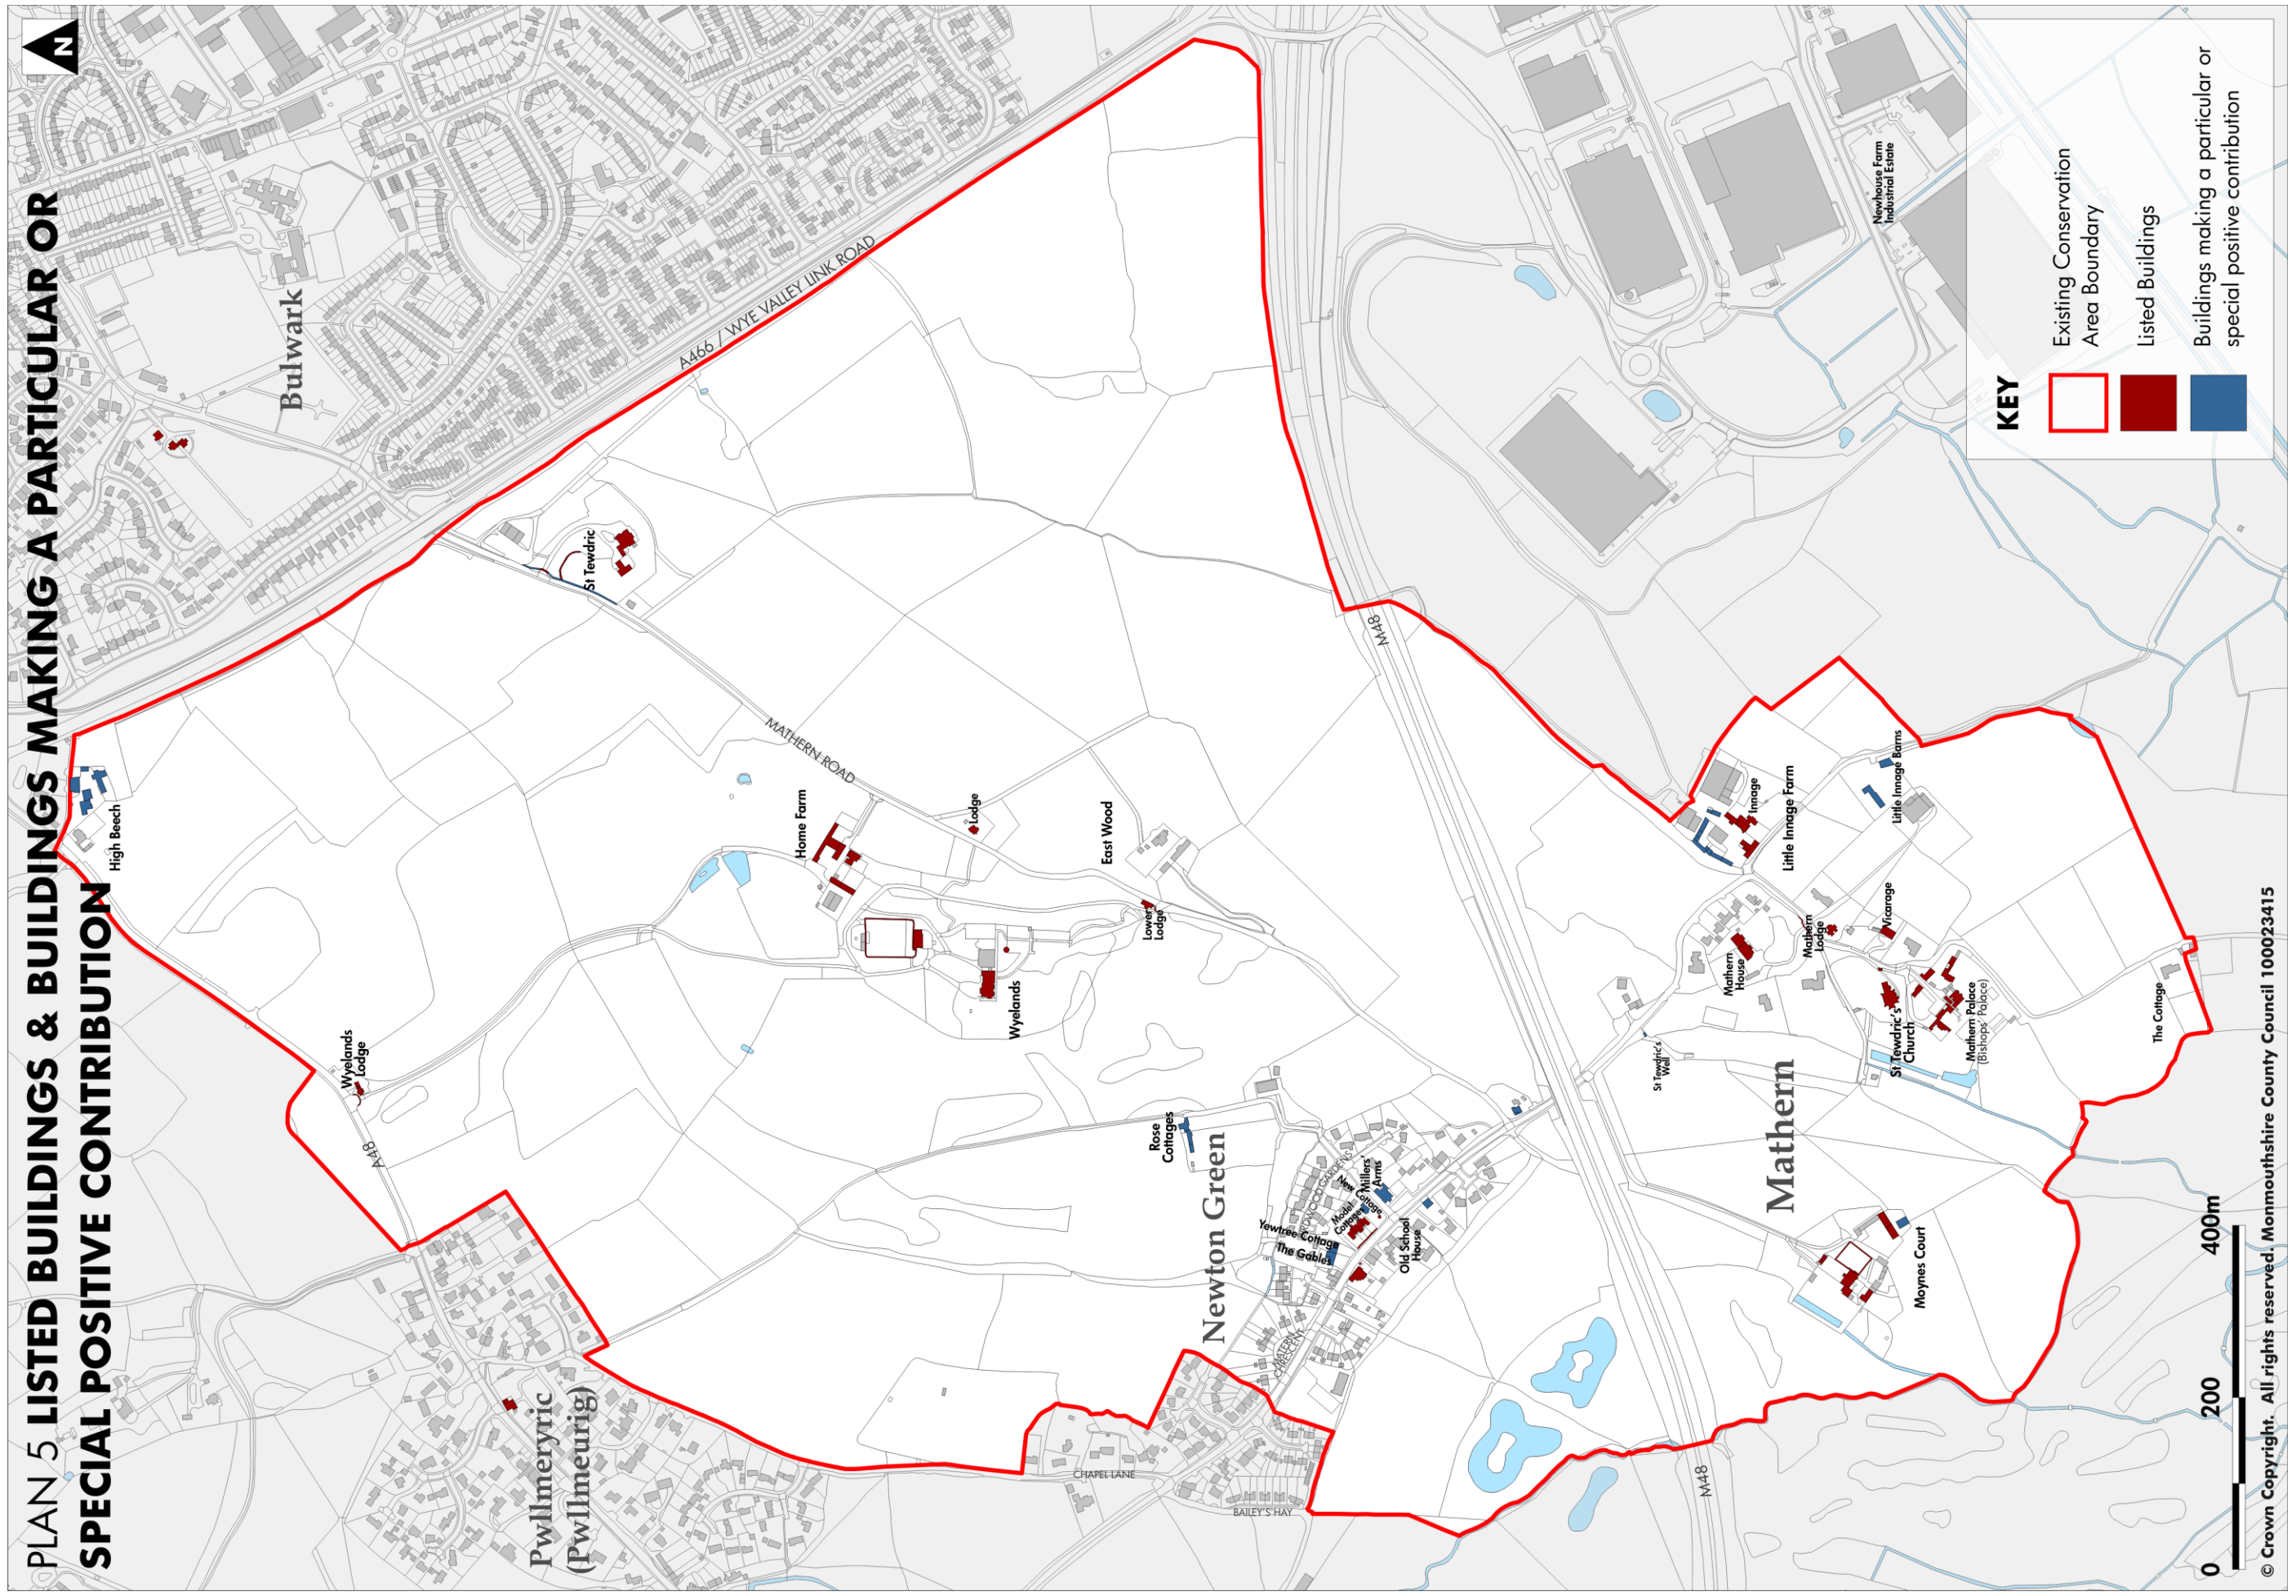 PLAN 5 LISTED BUILDINGS & BUILDINGS MAKING A PARTICULAR OR
SPECIAL POSITIVE CONTRIBUTION
N
Bulwark
High Beech
A466 / WYE VALLEY LINK ROAD
St Tewdric
MATHERN ROAD
Wyelands
Lodge
A48
Home Farm
Lodge
East Wood
Lower
Lodge
Wyelands
Pwllmeryric
(Pwllmeurig)
Rose
Cottages
Newton Green
Yewtree Cottage
The Gables
Model
Cottages
New Cottage
Millers'
Arms
Old School
House
MATERN
CRESCENT
CHAPEL LANE
BAILEY'S HAY
M48
M48
Newhouse Farm
Industrial Estate
Innage
Little Innage Farm
Little Innage Barns
Mathern
House
Mathern
Lodge
Vicarage
St Tewdric's
Well
St Tewdric's
Church
Mathern Palace
(Bishops' Palace)
The Cottage
Mathern
Moynes Court
KEY
Existing Conservation
Area Boundary
Listed Buildings
Buildings making a particular or
special positive contribution
0 200 400m
© Crown Copyright. All rights reserved. Monmouthshire County Council 100023415